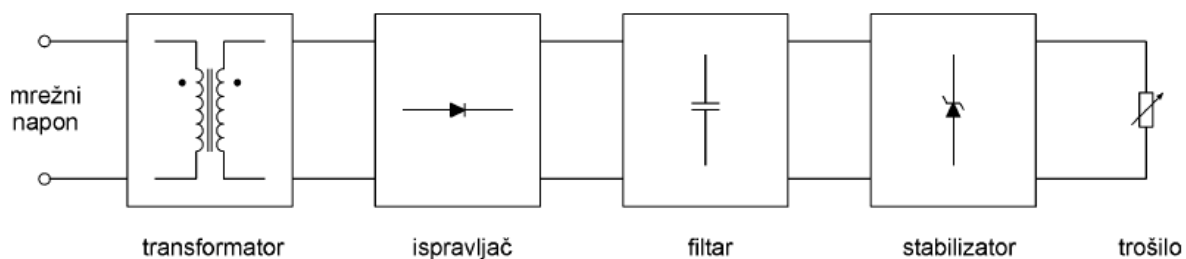 mrežni
napon
transformator
ispravljač
filtar
stabilizator
trošilo